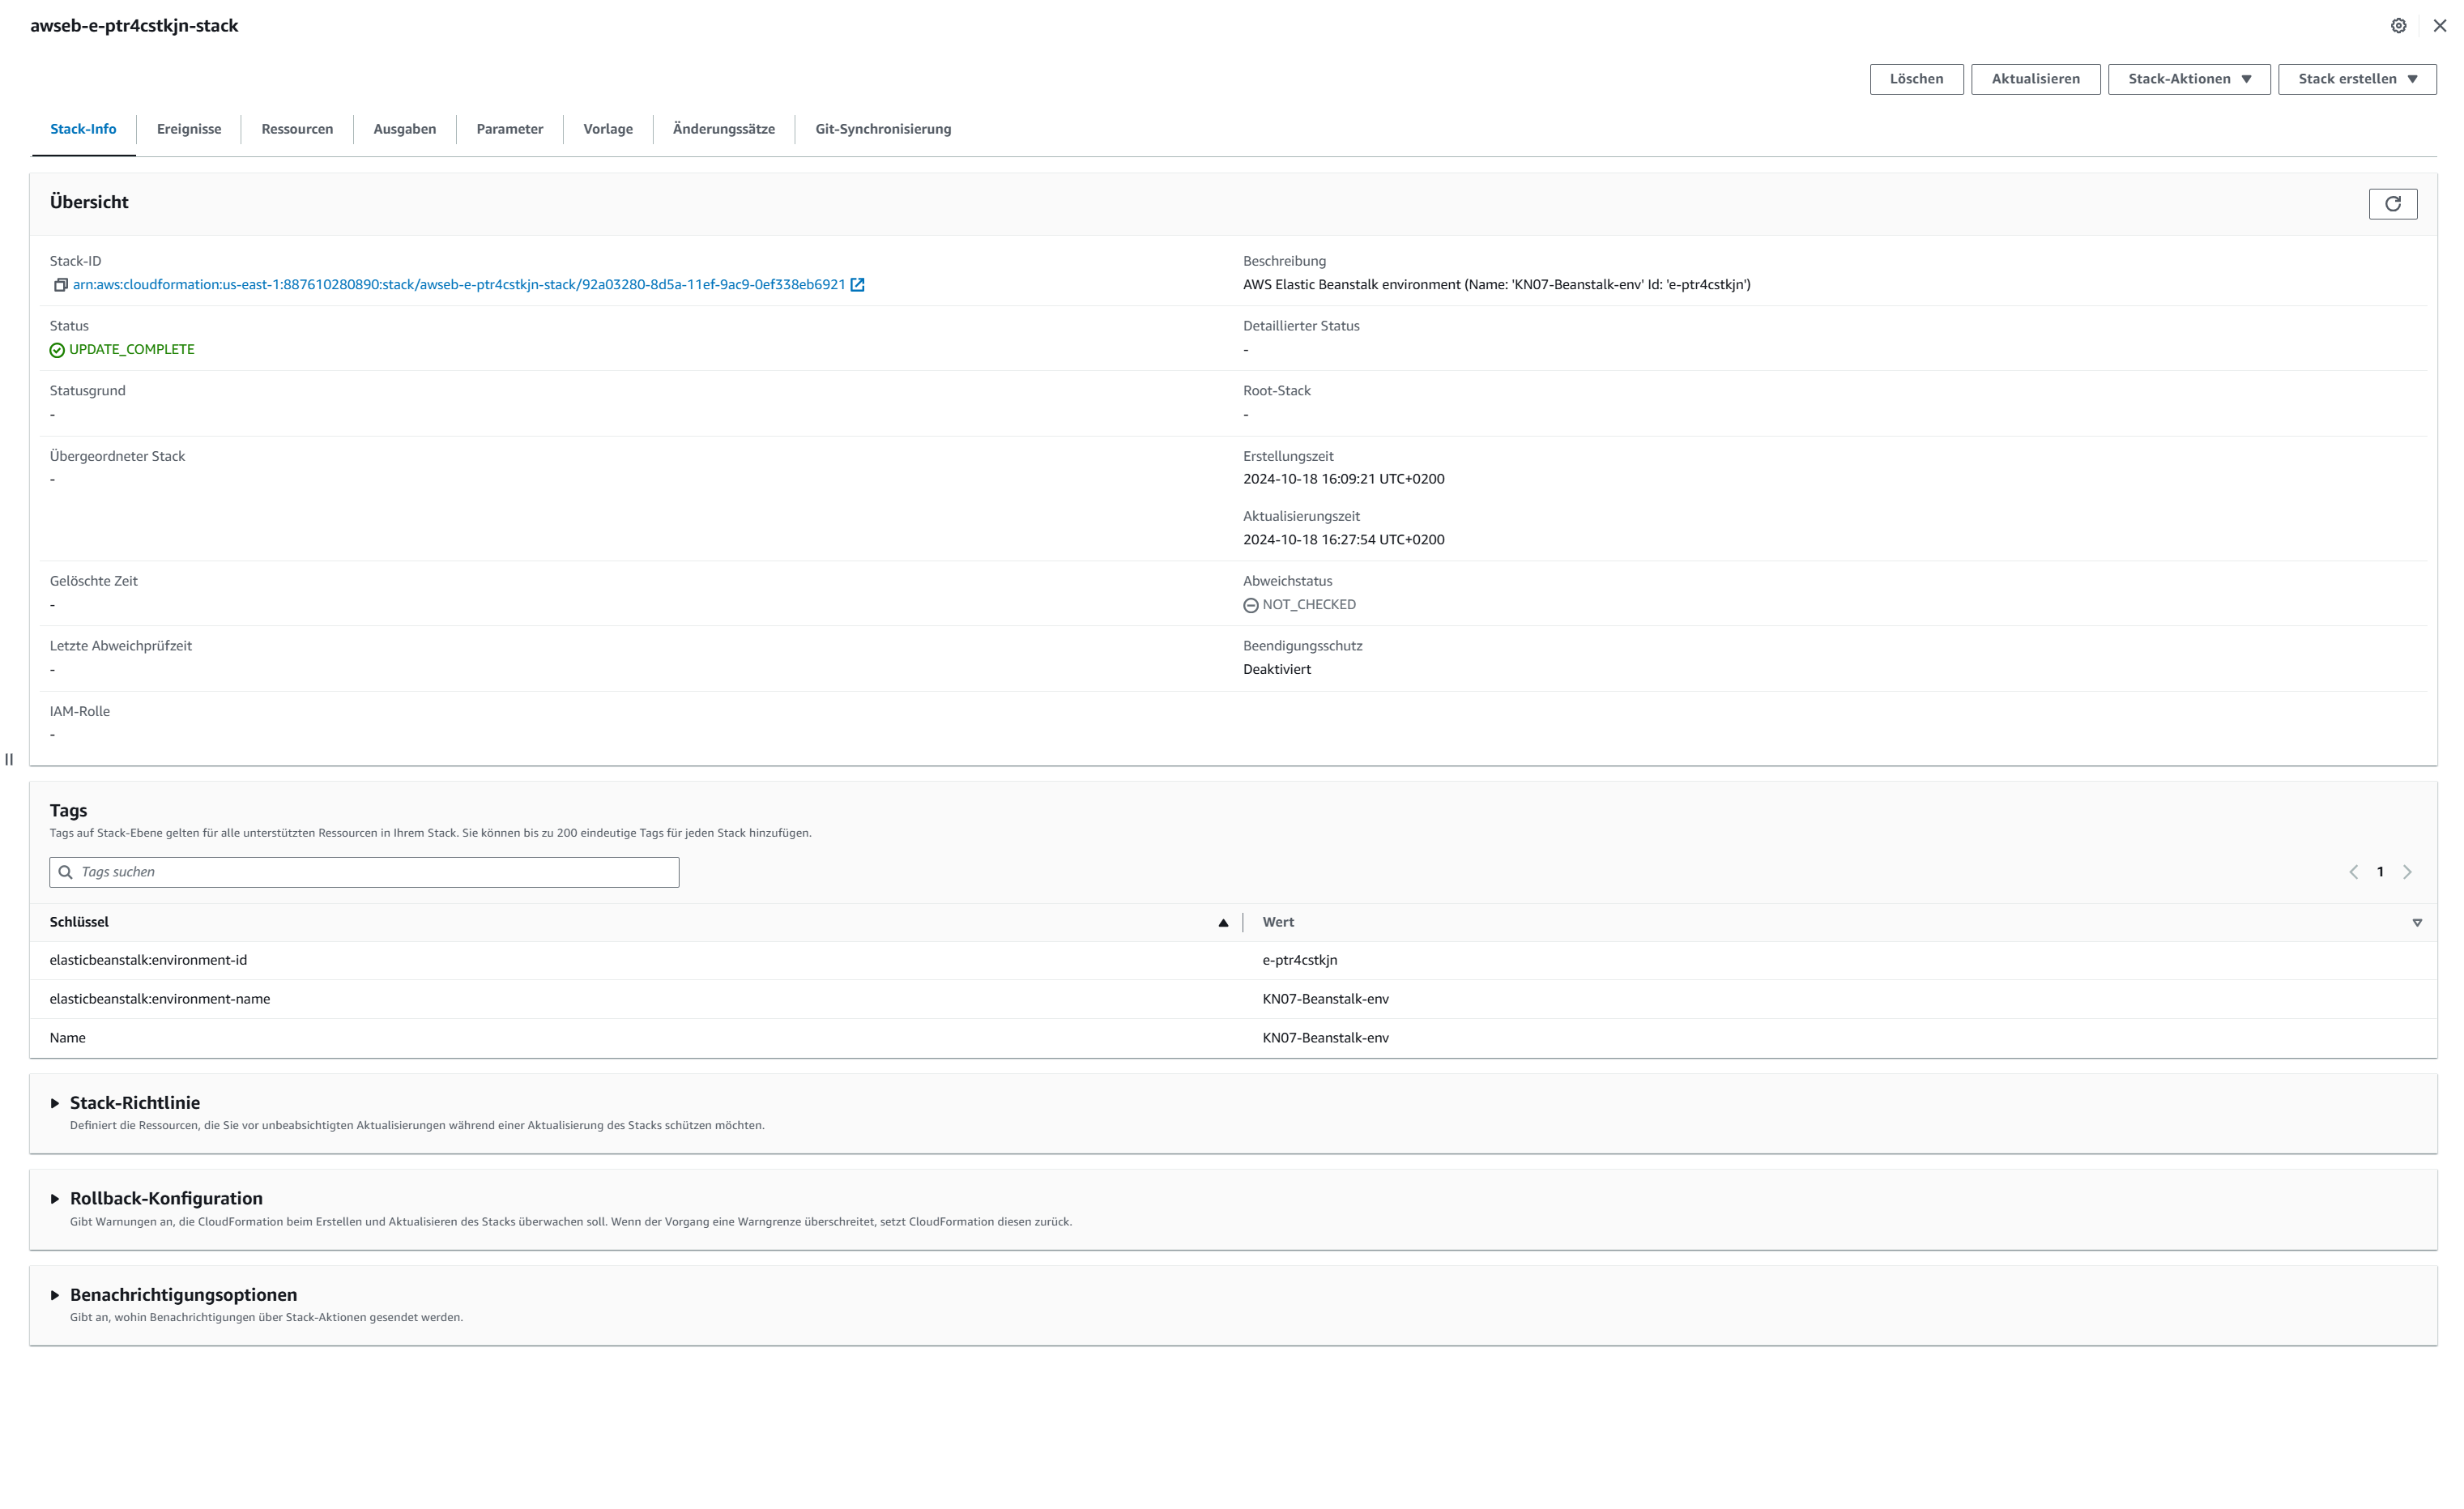 awseb-e-ptr4cstkjn-stack
Löschen
Aktualisieren
Stack-Aktionen
Stack erstellen
Stack-Info
Ereignisse
Ressourcen
Ausgaben
Parameter
Vorlage
Änderungssätze
Git-Synchronisierung
Übersicht
Stack-ID
arn:aws:cloudformation:us-east-1:887610280890:stack/awseb-e-ptr4cstkjn-stack/92a03280-8d5a-11ef-9ac9-0ef338eb6921
Beschreibung
AWS Elastic Beanstalk environment (Name: 'KN07-Beanstalk-env' Id: 'e-ptr4cstkjn')
Status
UPDATE_COMPLETE
Detaillierter Status
-
Statusgrund
-
Root-Stack
-
Übergeordneter Stack
-
Erstellungszeit
2024-10-18 16:09:21 UTC+0200
Aktualisierungszeit
2024-10-18 16:27:54 UTC+0200
Gelöschte Zeit
-
Abweichstatus
NOT_CHECKED
Letzte Abweichprüfzeit
-
Beendigungsschutz
Deaktiviert
IAM-Rolle
-
Tags
Tags auf Stack-Ebene gelten für alle unterstützten Ressourcen in Ihrem Stack. Sie können bis zu 200 eindeutige Tags für jeden Stack hinzufügen.
Tags suchen
1
Schlüssel
Wert
elasticbeanstalk:environment-id
e-ptr4cstkjn
elasticbeanstalk:environment-name
KN07-Beanstalk-env
Name
KN07-Beanstalk-env
Stack-Richtlinie
Definiert die Ressourcen, die Sie vor unbeabsichtigten Aktualisierungen während einer Aktualisierung des Stacks schützen möchten.
Rollback-Konfiguration
Gibt Warnungen an, die CloudFormation beim Erstellen und Aktualisieren des Stacks überwachen soll. Wenn der Vorgang eine Warngrenze überschreitet, setzt CloudFormation diesen zurück.
Benachrichtigungsoptionen
Gibt an, wohin Benachrichtigungen über Stack-Aktionen gesendet werden.